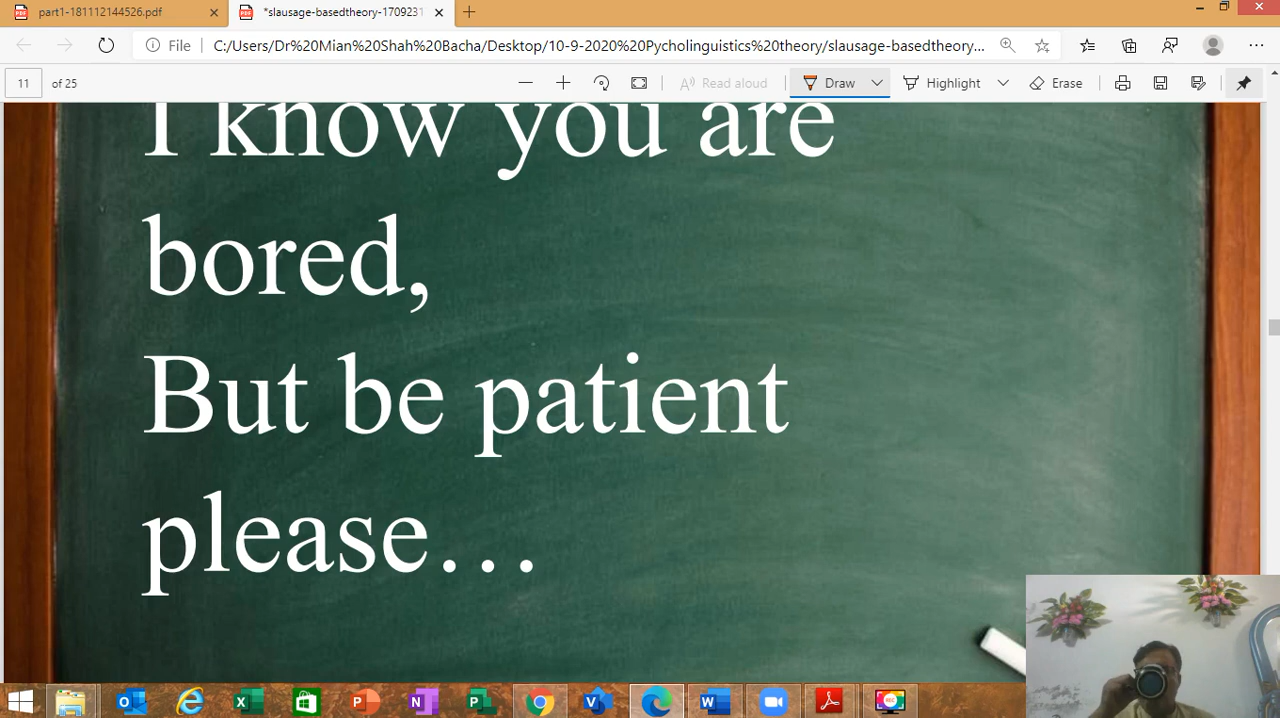 part1-181112144526.pdf
*slausage-basedtheory-1709231
File
C:/Users/Dr%20Mian%20Shah%20Bacha/Desktop/10-9-2020%20Pycholinguistics%20theory/slausage-basedtheory...
11 of 25
Read aloud
Draw
Highlight
Erase
I know you are
bored,
But be patient
please…